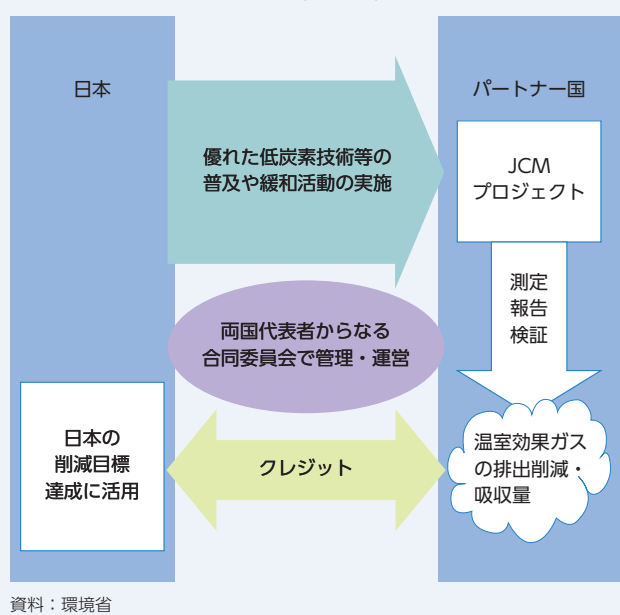 日本
パートナー国
優れた低炭素技術等の
普及や緩和活動の実施
JCM
プロジェクト
測定
報告
検証
両国代表者からなる
合同委員会で管理・運営
日本の
削減目標
達成に活用
クレジット
温室効果ガス
の排出削減・
吸収量
資料：環境省